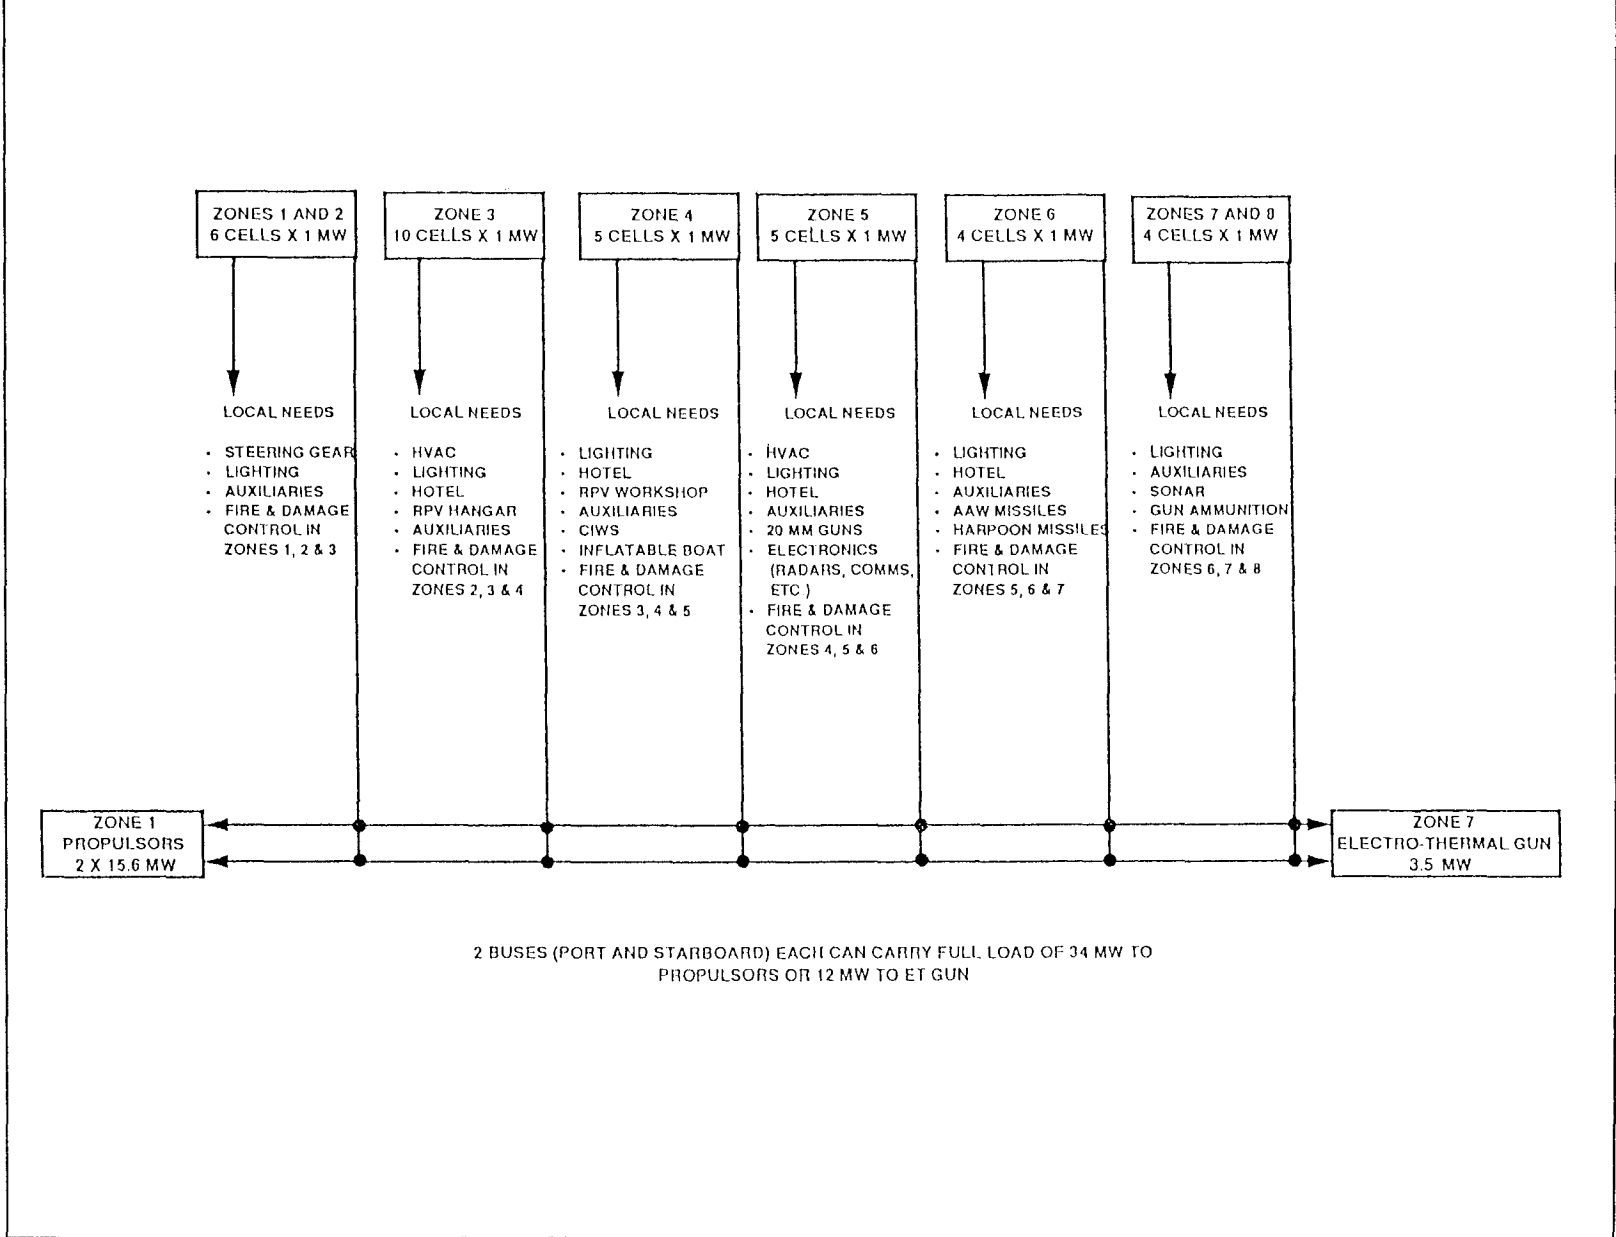 ZONES 1 AND 2
6 CELLS X 1 MW
ZONE 3
10 CELLS X 1 MW
ZONE 4
5 CELLS X 1 MW
ZONE 5
5 CELLS X 1 MW
ZONE 6
4 CELLS X 1 MW
ZONES 7 AND 8
4 CELLS X 1 MW
LOCAL NEEDS
· STEERING GEAR
· LIGHTING
· AUXILIARIES
· FIRE & DAMAGE
CONTROL IN
ZONES 1, 2 & 3
LOCAL NEEDS
· HVAC
· LIGHTING
· HOTEL
· RPV HANGAR
· AUXILIARIES
· FIRE & DAMAGE
CONTROL IN
ZONES 2, 3 & 4
LOCAL NEEDS
· LIGHTING
· HOTEL
· RPV WORKSHOP
· AUXILIARIES
· CIWS
· INFLATABLE BOAT
· FIRE & DAMAGE
CONTROL IN
ZONES 3, 4 & 5
LOCAL NEEDS
· HVAC
· LIGHTING
· HOTEL
· AUXILIARIES
· 20 MM GUNS
· ELECTRONICS
(RADARS, COMMS,
ETC )
· FIRE & DAMAGE
CONTROL IN
ZONES 4, 5 & 6
LOCAL NEEDS
· LIGHTING
· HOTEL
· AUXILIARIES
· AAW MISSILES
· HARPOON MISSILES
· FIRE & DAMAGE
CONTROL IN
ZONES 5, 6 & 7
LOCAL NEEDS
· LIGHTING
· AUXILIARIES
· SONAR
· GUN AMMUNITION
· FIRE & DAMAGE
CONTROL IN
ZONES 6, 7 & 8
ZONE 1
PROPULSORS
2 X 15.6 MW
ZONE 7
ELECTRO-THERMAL GUN
3.5 MW
2 BUSES (PORT AND STARBOARD) EACH CAN CARRY FULL LOAD OF 34 MW TO
PROPULSORS OR 12 MW TO ET GUN